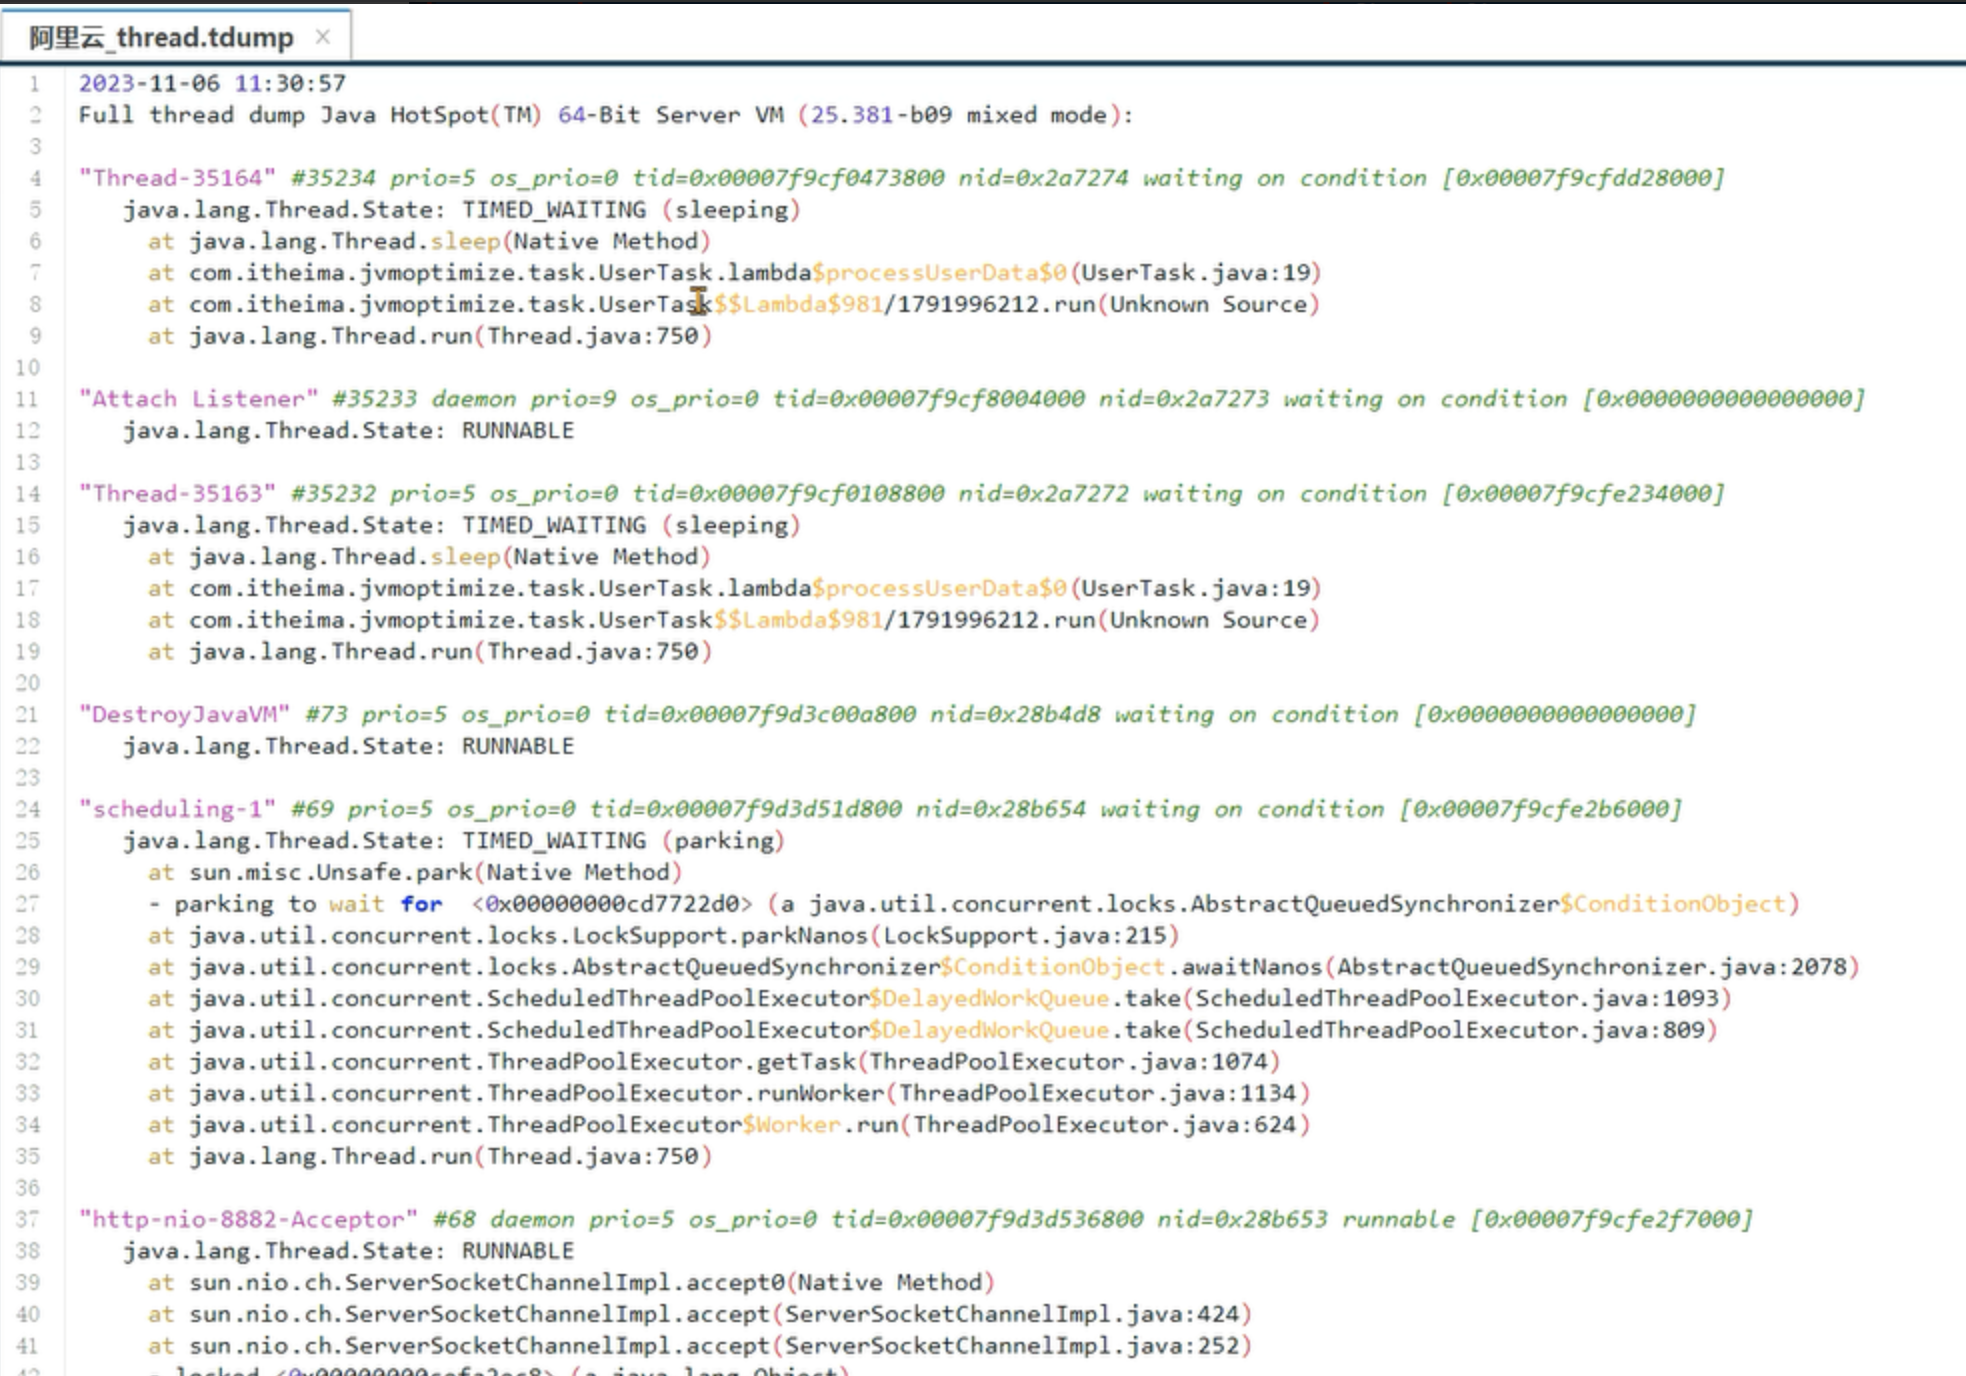 阿里云_thread.tdump ×
1 2023-11-06 11:30:57
2 Full thread dump Java HotSpot(TM) 64-Bit Server VM (25.381-b09 mixed mode):
3
4 "Thread-35164" #35234 prio=5 os_prio=0 tid=0x00007f9cf0473800 nid=0x2a7274 waiting on condition [0x00007f9cfdd28000]
5 java.lang.Thread.State: TIMED_WAITING (sleeping)
6 at java.lang.Thread.sleep(Native Method)
7 at com.itheima.jvmoptimize.task.UserTask.lambda$processUserData$0(UserTask.java:19)
8 at com.itheima.jvmoptimize.task.UserTask$$Lambda$981/1791996212.run(Unknown Source)
9 at java.lang.Thread.run(Thread.java:750)
10
11 "Attach Listener" #35233 daemon prio=9 os_prio=0 tid=0x00007f9cf8004000 nid=0x2a7273 waiting on condition [0x0000000000000000]
12 java.lang.Thread.State: RUNNABLE
13
14 "Thread-35163" #35232 prio=5 os_prio=0 tid=0x00007f9cf0108800 nid=0x2a7272 waiting on condition [0x00007f9cfe234000]
15 java.lang.Thread.State: TIMED_WAITING (sleeping)
16 at java.lang.Thread.sleep(Native Method)
17 at com.itheima.jvmoptimize.task.UserTask.lambda$processUserData$0(UserTask.java:19)
18 at com.itheima.jvmoptimize.task.UserTask$$Lambda$981/1791996212.run(Unknown Source)
19 at java.lang.Thread.run(Thread.java:750)
20
21 "DestroyJavaVM" #73 prio=5 os_prio=0 tid=0x00007f9d3c00a800 nid=0x28b4d8 waiting on condition [0x0000000000000000]
22 java.lang.Thread.State: RUNNABLE
23
24 "scheduling-1" #69 prio=5 os_prio=0 tid=0x00007f9d3d51d800 nid=0x28b654 waiting on condition [0x00007f9cfe2b6000]
25 java.lang.Thread.State: TIMED_WAITING (parking)
26 at sun.misc.Unsafe.park(Native Method)
27 - parking to wait for <0x00000000cd7722d0> (a java.util.concurrent.locks.AbstractQueuedSynchronizer$ConditionObject)
28 at java.util.concurrent.locks.LockSupport.parkNanos(LockSupport.java:215)
29 at java.util.concurrent.locks.AbstractQueuedSynchronizer$ConditionObject.awaitNanos(AbstractQueuedSynchronizer.java:2078)
30 at java.util.concurrent.ScheduledThreadPoolExecutor$DelayedWorkQueue.take(ScheduledThreadPoolExecutor.java:1093)
31 at java.util.concurrent.ScheduledThreadPoolExecutor$DelayedWorkQueue.take(ScheduledThreadPoolExecutor.java:809)
32 at java.util.concurrent.ThreadPoolExecutor.getTask(ThreadPoolExecutor.java:1074)
33 at java.util.concurrent.ThreadPoolExecutor.runWorker(ThreadPoolExecutor.java:1134)
34 at java.util.concurrent.ThreadPoolExecutor$Worker.run(ThreadPoolExecutor.java:624)
35 at java.lang.Thread.run(Thread.java:750)
36
37 "http-nio-8882-Acceptor" #68 daemon prio=5 os_prio=0 tid=0x00007f9d3d536800 nid=0x28b653 runnable [0x00007f9cfe2f7000]
38 java.lang.Thread.State: RUNNABLE
39 at sun.nio.ch.ServerSocketChannelImpl.accept0(Native Method)
40 at sun.nio.ch.ServerSocketChannelImpl.accept(ServerSocketChannelImpl.java:424)
41 at sun.nio.ch.ServerSocketChannelImpl.accept(ServerSocketChannelImpl.java:252)
- locked (a java.lang.Object)